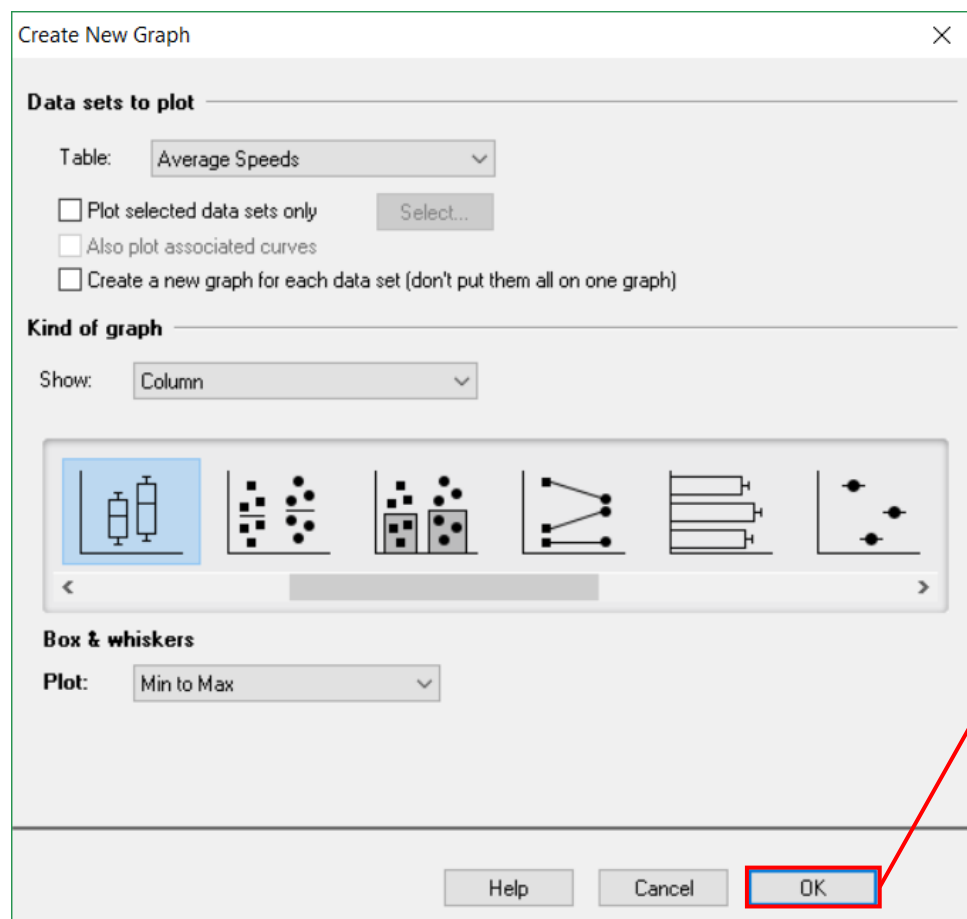 Create New Graph
Data sets to plot
Table: Average Speeds
Plot selected data sets only Select...
Also plot associated curves
Create a new graph for each data set (don't put them all on one graph)
Kind of graph
Show: Column
Box & whiskers
Plot: Min to Max
Help Cancel OK